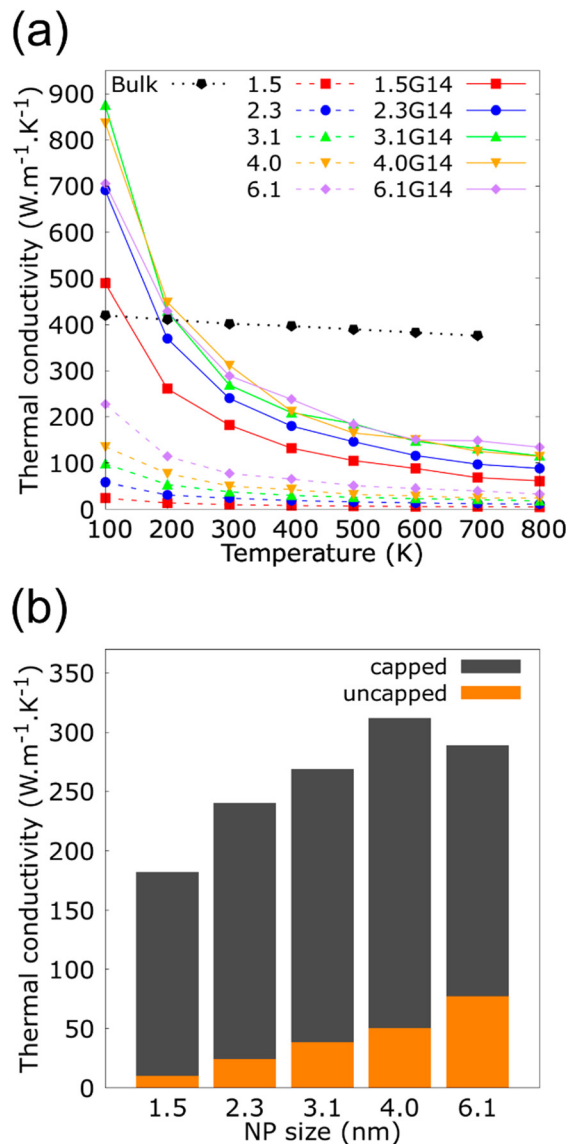 (a)
Bulk 1.5 1.5G14
2.3 2.3G14
3.1 3.1G14
4.0 4.0G14
6.1 6.1G14
Thermal conductivity (W.m⁻¹.K⁻¹)
900
800
700
600
500
400
300
200
100
0
100 200 300 400 500 600 700 800
Temperature (K)
(b)
capped
uncapped
Thermal conductivity (W.m⁻¹.K⁻¹)
350
300
250
200
150
100
50
0
1.5 2.3 3.1 4.0 6.1
NP size (nm)